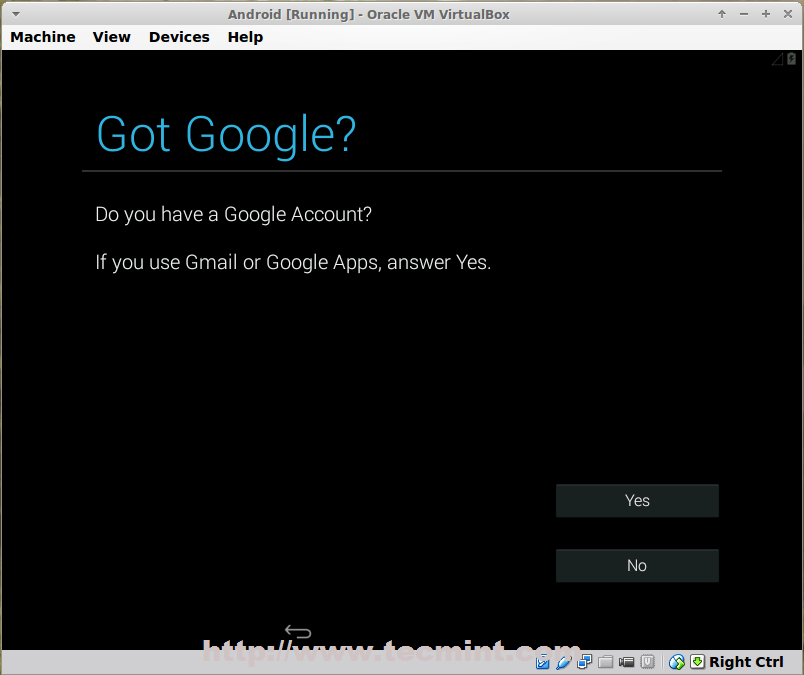 Android [Running] - Oracle VM VirtualBox
Machine View Devices Help
Got Google?
Do you have a Google Account?
If you use Gmail or Google Apps, answer Yes.
Yes
No
http://www.tecmint.com
Right Ctrl